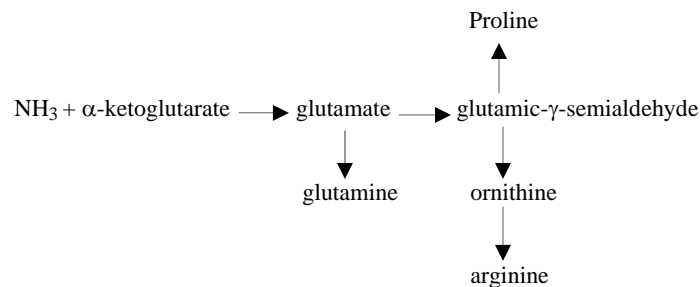 Proline
NH₃ + α-ketoglutarate glutamate glutamic-γ-semialdehyde
glutamine ornithine
arginine